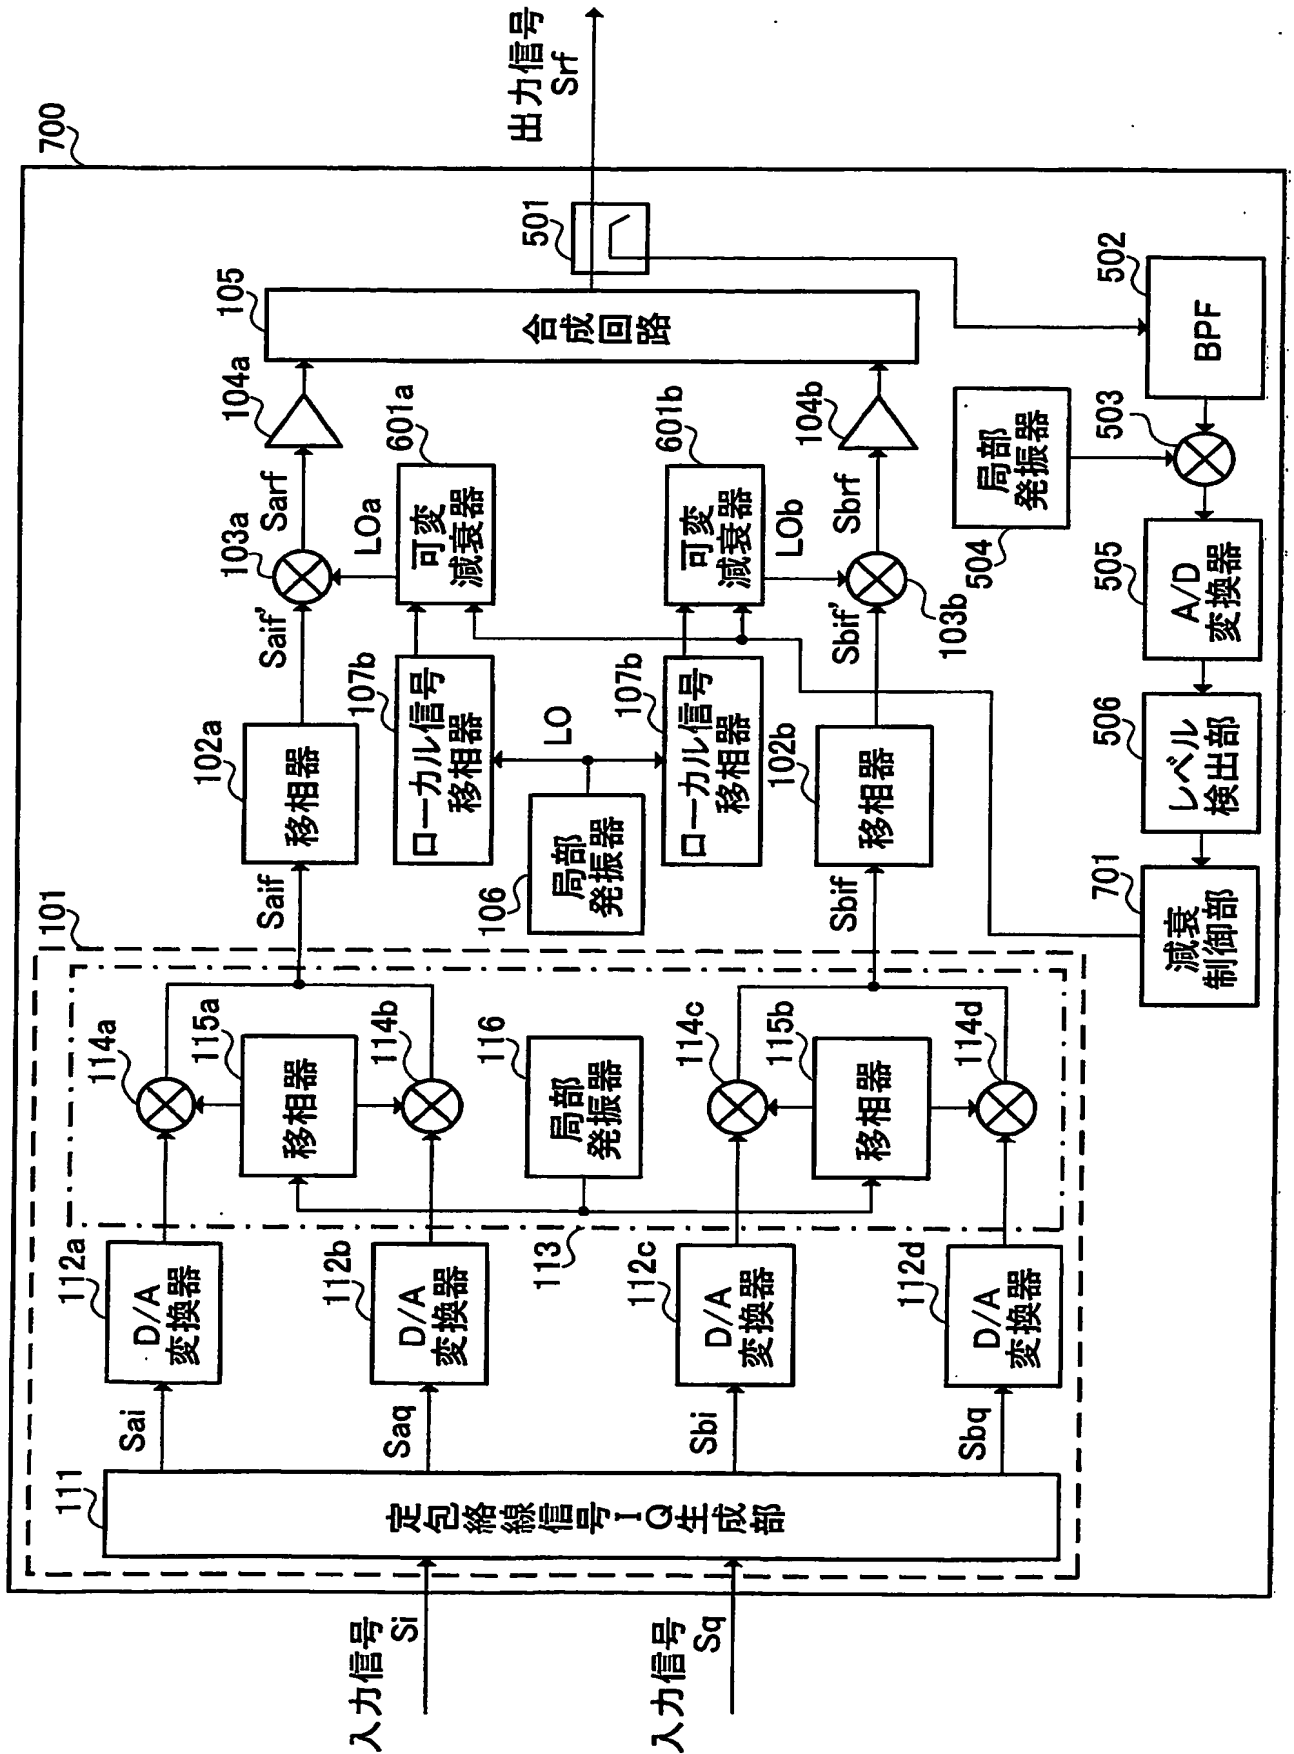 700
入力信号
Si
入力信号
Sq
1101
111
定包絡線信号IQ生成部
Sai
Saq
Sbi
Sbq
112a
D/A
変換器
112b
D/A
変換器
112c
D/A
変換器
112d
D/A
変換器
113
114a
115a
移相器
114b
116
局部
発振器
114c
115b
移相器
114d
Saif
Sbif
102a
移相器
107b
ローカル信号
移相器
106
局部
発振器
LO
107b
ローカル信号
移相器
102b
移相器
Saif'
Sbif'
103a
LOa
601a
可変
減衰器
601b
可変
減衰器
LOb
103b
Sarf
Sbrf
104a
104b
105
合成回路
501
出力信号
Srf
502
BPF
503
504
局部
発振器
505
A/D
変換器
506
レベル
検出部
701
減衰
制御部